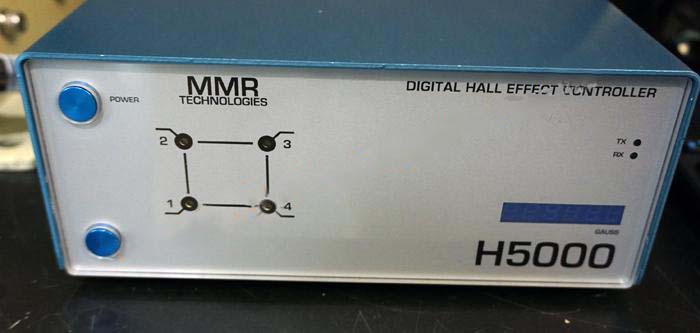 MMR
TECHNOLOGIES
DIGITAL HALL EFFECT CONTROLLER
POWER
TX
RX
2
3
1
4
GAUSS
H5000